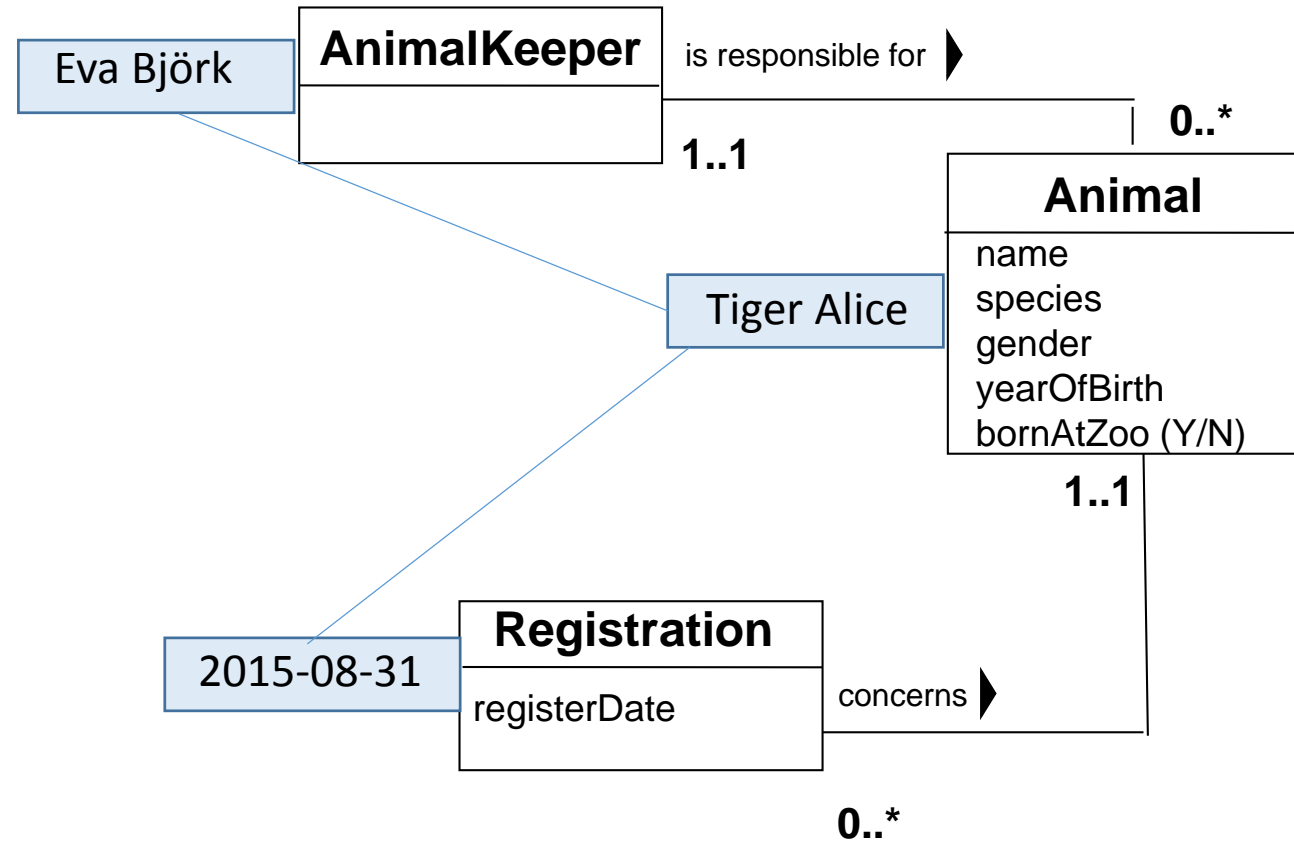 Eva Björk
AnimalKeeper
is responsible for
1..1
0..*
Animal
name
species
gender
yearOfBirth
bornAtZoo (Y/N)
Tiger Alice
1..1
Registration
registerDate
2015-08-31
concerns
0..*